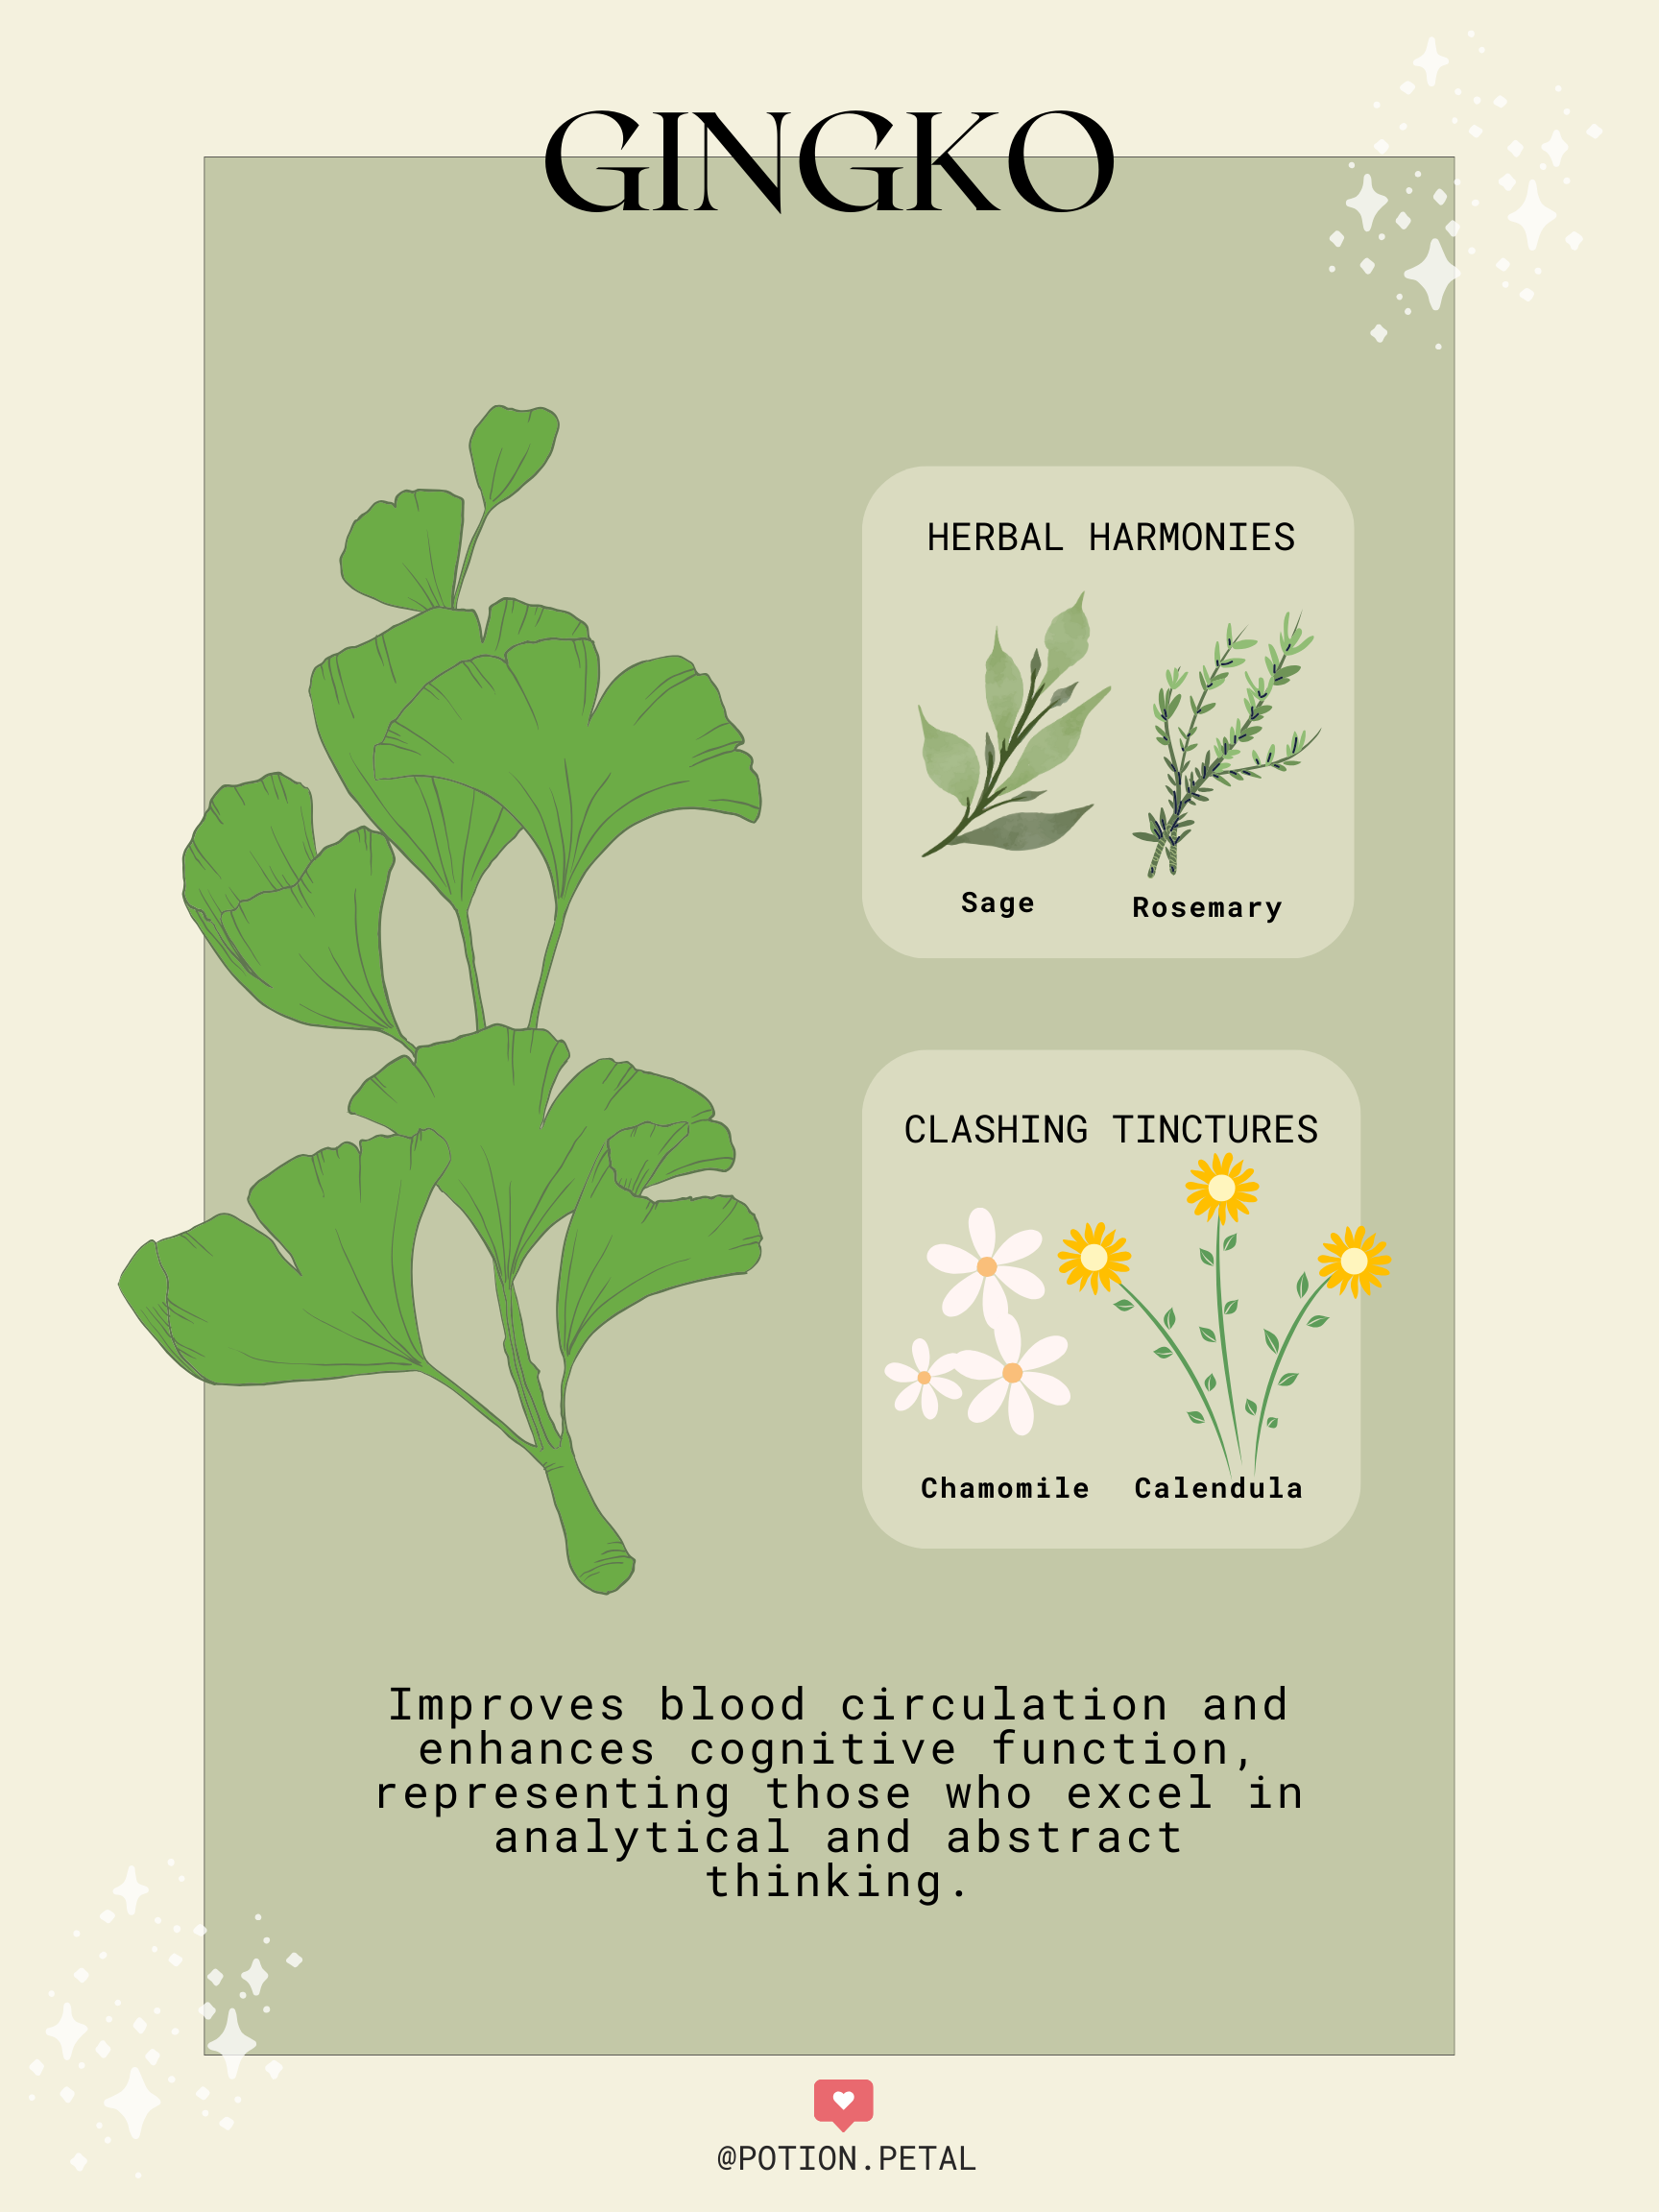 GINGKO
HERBAL HARMONIES
Sage
Rosemary
CLASHING TINCTURES
Chamomile
Calendula
Improves blood circulation and
enhances cognitive function,
representing those who excel in
analytical and abstract
thinking.
@POTION.PETAL